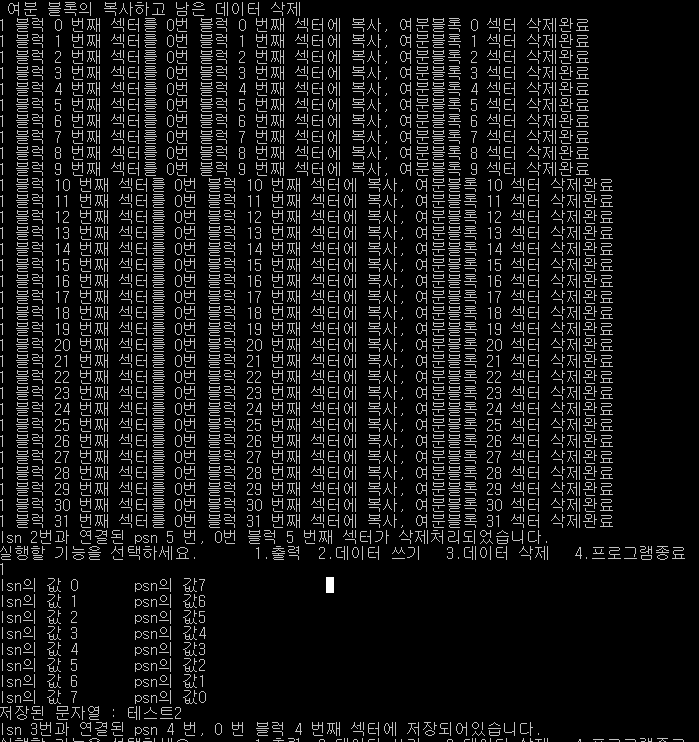 여분 블록의 복사하고 남은 데이터 삭제
1 블럭 0 번째 섹터를 0번 블럭 0 번째 섹터에 복사, 여분블록 0 섹터 삭제완료
1 블럭 1 번째 섹터를 0번 블럭 1 번째 섹터에 복사, 여분블록 1 섹터 삭제완료
1 블럭 2 번째 섹터를 0번 블럭 2 번째 섹터에 복사, 여분블록 2 섹터 삭제완료
1 블럭 3 번째 섹터를 0번 블럭 3 번째 섹터에 복사, 여분블록 3 섹터 삭제완료
1 블럭 4 번째 섹터를 0번 블럭 4 번째 섹터에 복사, 여분블록 4 섹터 삭제완료
1 블럭 5 번째 섹터를 0번 블럭 5 번째 섹터에 복사, 여분블록 5 섹터 삭제완료
1 블럭 6 번째 섹터를 0번 블럭 6 번째 섹터에 복사, 여분블록 6 섹터 삭제완료
1 블럭 7 번째 섹터를 0번 블럭 7 번째 섹터에 복사, 여분블록 7 섹터 삭제완료
1 블럭 8 번째 섹터를 0번 블럭 8 번째 섹터에 복사, 여분블록 8 섹터 삭제완료
1 블럭 9 번째 섹터를 0번 블럭 9 번째 섹터에 복사, 여분블록 9 섹터 삭제완료
1 블럭 10 번째 섹터를 0번 블럭 10 번째 섹터에 복사, 여분블록 10 섹터 삭제완료
1 블럭 11 번째 섹터를 0번 블럭 11 번째 섹터에 복사, 여분블록 11 섹터 삭제완료
1 블럭 12 번째 섹터를 0번 블럭 12 번째 섹터에 복사, 여분블록 12 섹터 삭제완료
1 블럭 13 번째 섹터를 0번 블럭 13 번째 섹터에 복사, 여분블록 13 섹터 삭제완료
1 블럭 14 번째 섹터를 0번 블럭 14 번째 섹터에 복사, 여분블록 14 섹터 삭제완료
1 블럭 15 번째 섹터를 0번 블럭 15 번째 섹터에 복사, 여분블록 15 섹터 삭제완료
1 블럭 16 번째 섹터를 0번 블럭 16 번째 섹터에 복사, 여분블록 16 섹터 삭제완료
1 블럭 17 번째 섹터를 0번 블럭 17 번째 섹터에 복사, 여분블록 17 섹터 삭제완료
1 블럭 18 번째 섹터를 0번 블럭 18 번째 섹터에 복사, 여분블록 18 섹터 삭제완료
1 블럭 19 번째 섹터를 0번 블럭 19 번째 섹터에 복사, 여분블록 19 섹터 삭제완료
1 블럭 20 번째 섹터를 0번 블럭 20 번째 섹터에 복사, 여분블록 20 섹터 삭제완료
1 블럭 21 번째 섹터를 0번 블럭 21 번째 섹터에 복사, 여분블록 21 섹터 삭제완료
1 블럭 22 번째 섹터를 0번 블럭 22 번째 섹터에 복사, 여분블록 22 섹터 삭제완료
1 블럭 23 번째 섹터를 0번 블럭 23 번째 섹터에 복사, 여분블록 23 섹터 삭제완료
1 블럭 24 번째 섹터를 0번 블럭 24 번째 섹터에 복사, 여분블록 24 섹터 삭제완료
1 블럭 25 번째 섹터를 0번 블럭 25 번째 섹터에 복사, 여분블록 25 섹터 삭제완료
1 블럭 26 번째 섹터를 0번 블럭 26 번째 섹터에 복사, 여분블록 26 섹터 삭제완료
1 블럭 27 번째 섹터를 0번 블럭 27 번째 섹터에 복사, 여분블록 27 섹터 삭제완료
1 블럭 28 번째 섹터를 0번 블럭 28 번째 섹터에 복사, 여분블록 28 섹터 삭제완료
1 블럭 29 번째 섹터를 0번 블럭 29 번째 섹터에 복사, 여분블록 29 섹터 삭제완료
1 블럭 30 번째 섹터를 0번 블럭 30 번째 섹터에 복사, 여분블록 30 섹터 삭제완료
1 블럭 31 번째 섹터를 0번 블럭 31 번째 섹터에 복사, 여분블록 31 섹터 삭제완료
lsn 2번과 연결된 psn 5 번, 0번 블럭 5 번째 섹터가 삭제처리되었습니다.
실행할 기능을 선택하세요. 1.출력 2.데이터 쓰기 3.데이터 삭제 4.프로그램종료
1
lsn의 값 0 psn의 값7
lsn의 값 1 psn의 값6
lsn의 값 2 psn의 값5
lsn의 값 3 psn의 값4
lsn의 값 4 psn의 값3
lsn의 값 5 psn의 값2
lsn의 값 6 psn의 값1
lsn의 값 7 psn의 값0
저장된 문자열 : 테스트2
lsn 3번과 연결된 psn 4 번, 0 번 블럭 4 번째 섹터에 저장되어있습니다.
실행할 기능을 선택하세요. 1.출력 2.데이터 쓰기 3.데이터 삭제 4.프로그램종료